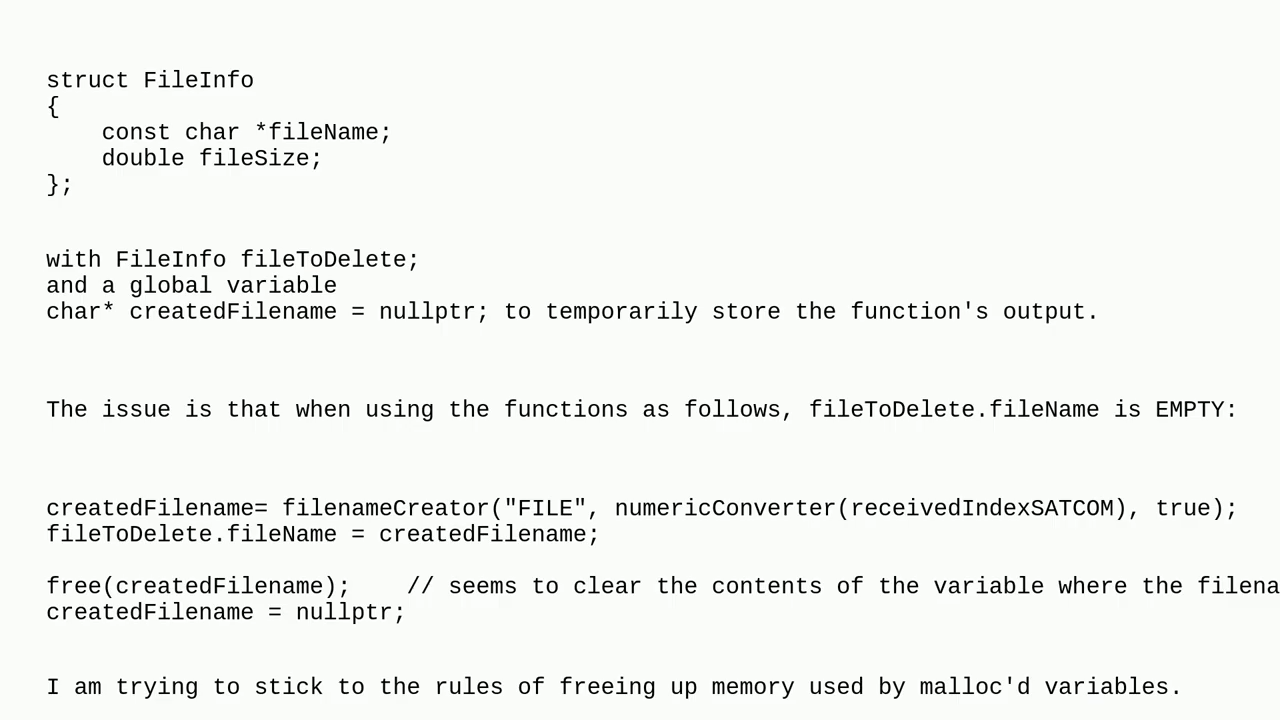 struct FileInfo
{
    const char *fileName;
    double fileSize;
};
with FileInfo fileToDelete;
and a global variable
char* createdFilename = nullptr; to temporarily store the function's output.
The issue is that when using the functions as follows, fileToDelete.fileName is EMPTY:
createdFilename= filenameCreator("FILE", numericConverter(receivedIndexSATCOM), true);
fileToDelete.fileName = createdFilename;
free(createdFilename);    // seems to clear the contents of the variable where the filena
createdFilename = nullptr;
I am trying to stick to the rules of freeing up memory used by malloc'd variables.